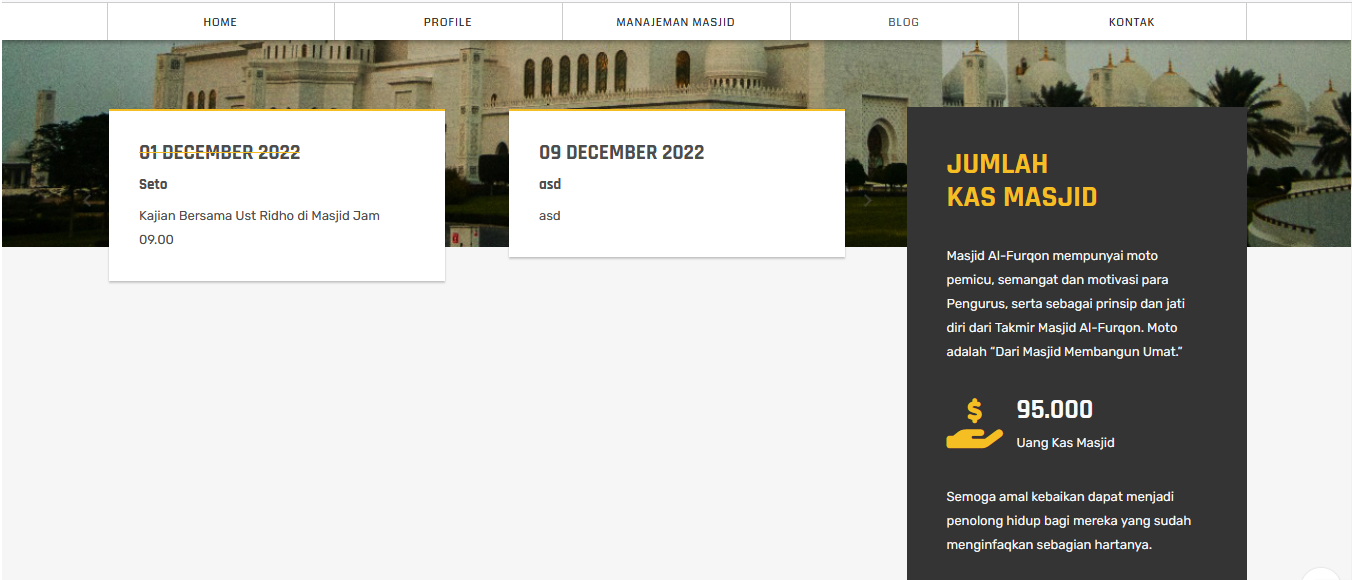 HOME
PROFILE
MANAJEMAN MASJID
BLOG
KONTAK
01 DECEMBER 2022
Seto
Kajian Bersama Ust Ridho di Masjid Jam
09.00
09 DECEMBER 2022
asd
asd
JUMLAH
KAS MASJID
Masjid Al-Furqon mempunyai moto
pemicu, semangat dan motivasi para
Pengurus, serta sebagai prinsip dan jati
diri dari Takmir Masjid Al-Furqon. Moto
adalah “Dari Masjid Membangun Umat.”
$
95.000
Uang Kas Masjid
Semoga amal kebaikan dapat menjadi
penolong hidup bagi mereka yang sudah
menginfaqkan sebagian hartanya.